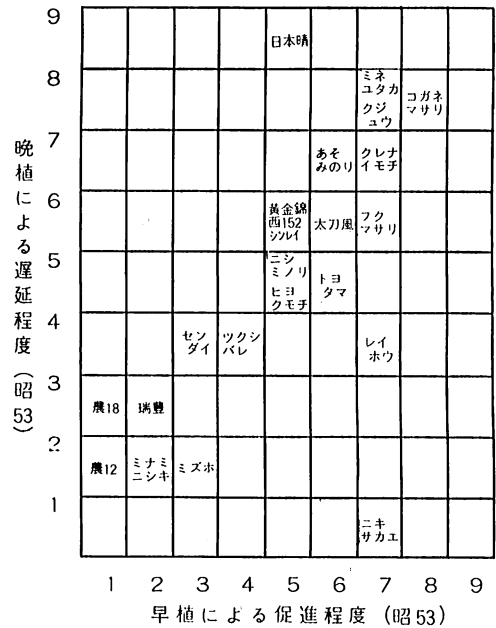 晩植による遅延程度(昭53)
9
8
7
6
5
4
3
2
1
日本晴
ミネ
ユタカ
クジ
ュウ
コガネ
マサリ
あそ
みのり
クレナ
イモチ
黄金錦
西152
シンレイ
太刀風
フク
マサリ
ニシ
ミノリ
ヒヨ
クモチ
トヨ
タマ
セン
ダイ
ツクシ
バレ
レイ
ホウ
農18
瑞豊
農12
ミナミ
ニシキ
ミズホ
ニキ
サカエ
1 2 3 4 5 6 7 8 9
早植による促進程度(昭53)